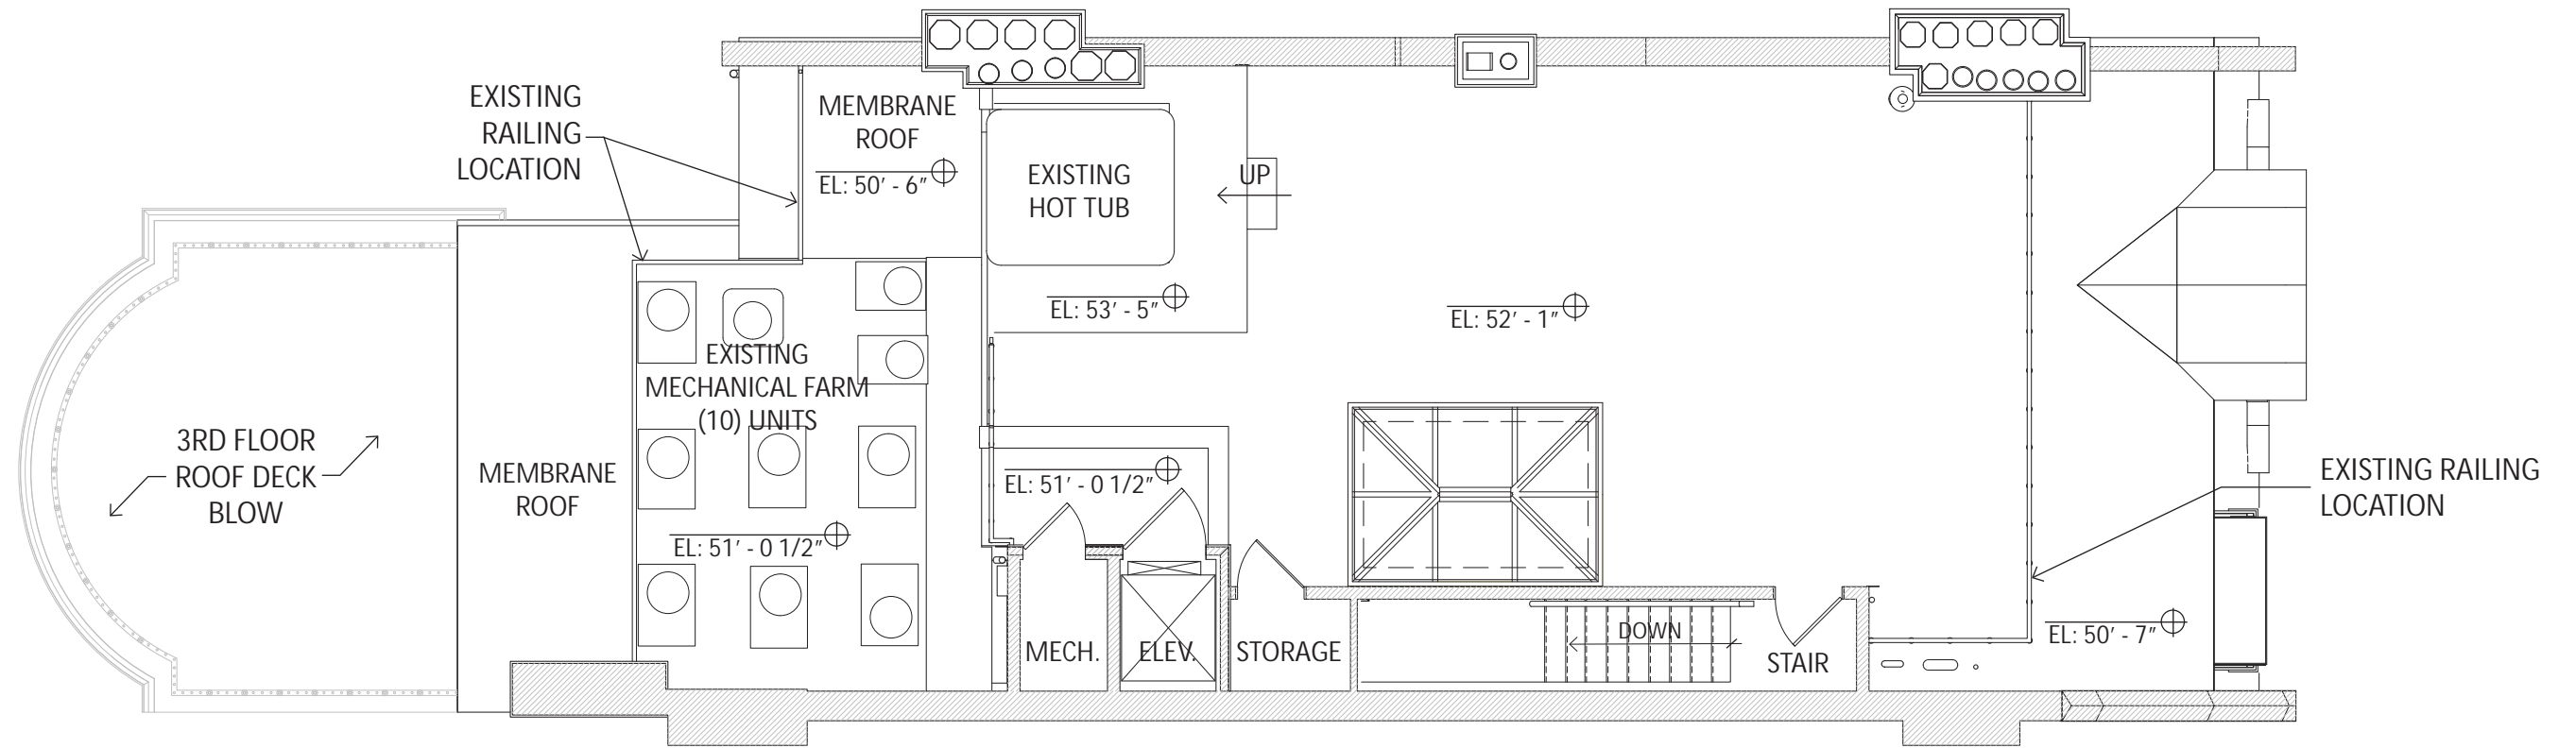 EXISTING
RAILING
LOCATION
MEMBRANE
ROOF
EL: 50' - 6"
EXISTING
HOT TUB
UP
EL: 53' - 5"
EL: 52' - 1"
EXISTING
MECHANICAL FARM
(10) UNITS
3RD FLOOR
ROOF DECK
BLOW
MEMBRANE
ROOF
EL: 51' - 0 1/2"
EL: 51' - 0 1/2"
EXISTING RAILING
LOCATION
MECH.
ELEV.
STORAGE
DOWN
STAIR
EL: 50' - 7"